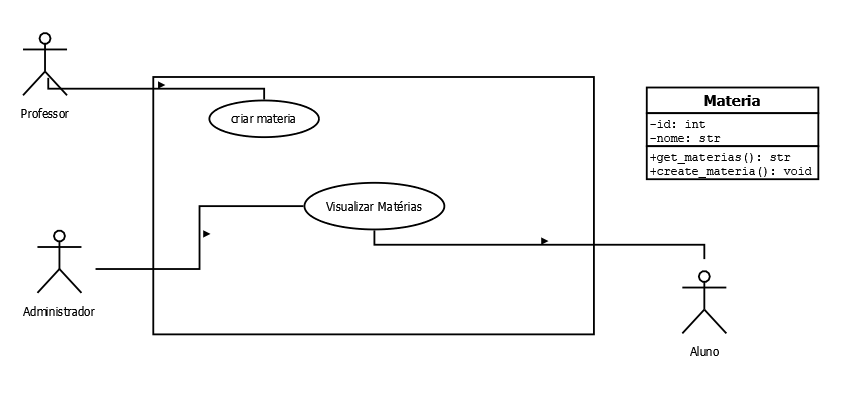 Professor
criar materia
Materia
-id: int
-nome: str
+get_materias(): str
+create_materia(): void
Visualizar Matérias
Administrador
Aluno